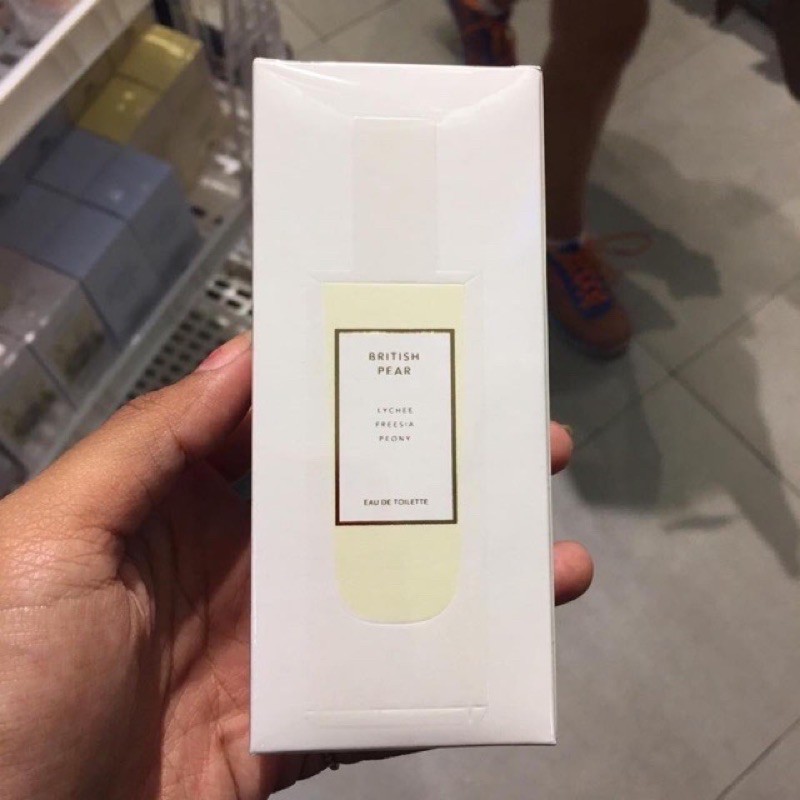 BRITISH
PEAR
LYCHEE
FREESIA
PEONY
EAU DE TOILETTE